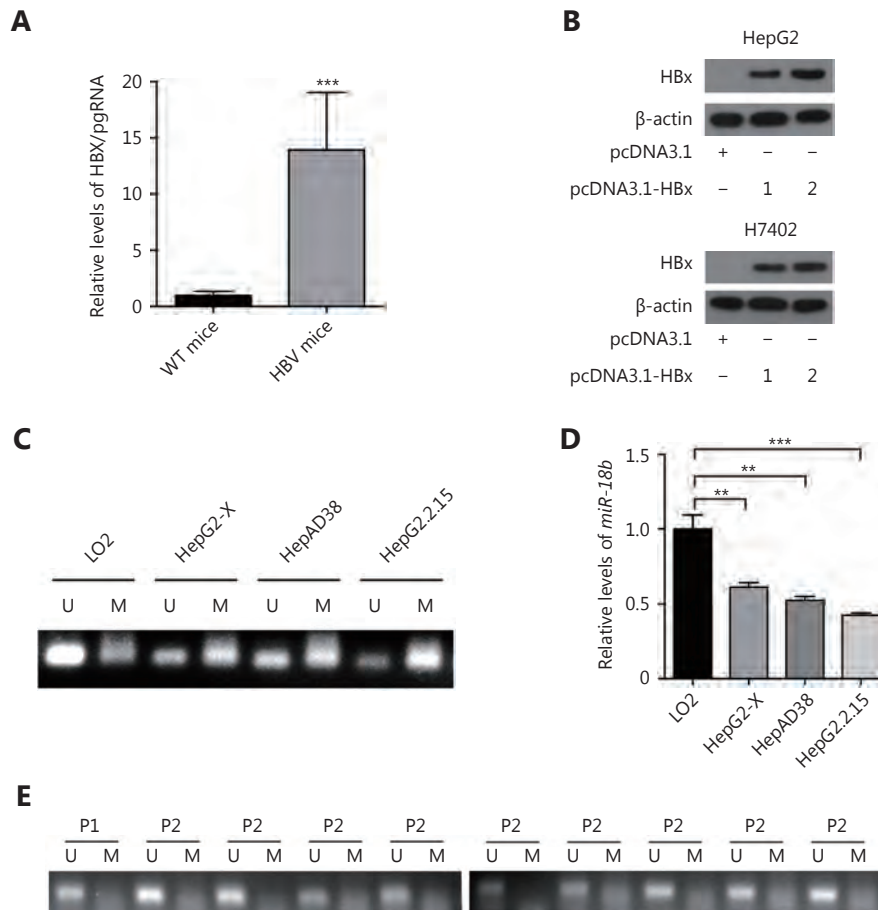 A
Relative levels of HBX/pgRNA
20
15
10
5
0
***
WT mice
HBV mice
B
HepG2
HBx
β-actin
pcDNA3.1 + – –
pcDNA3.1-HBx – 1 2
H7402
HBx
β-actin
pcDNA3.1 + – –
pcDNA3.1-HBx – 1 2
C
LO2 HepG2-X HepAD38 HepG2.2.15
U M U M U M U M
D
Relative levels of miR-18b
1.5
1.0
0.5
0
***
**
**
LO2
HepG2-X
HepAD38
HepG2.2.15
E
P1 P2 P2 P2 P2 P2 P2 P2 P2 P2
U M U M U M U M U M U M U M U M U M U M